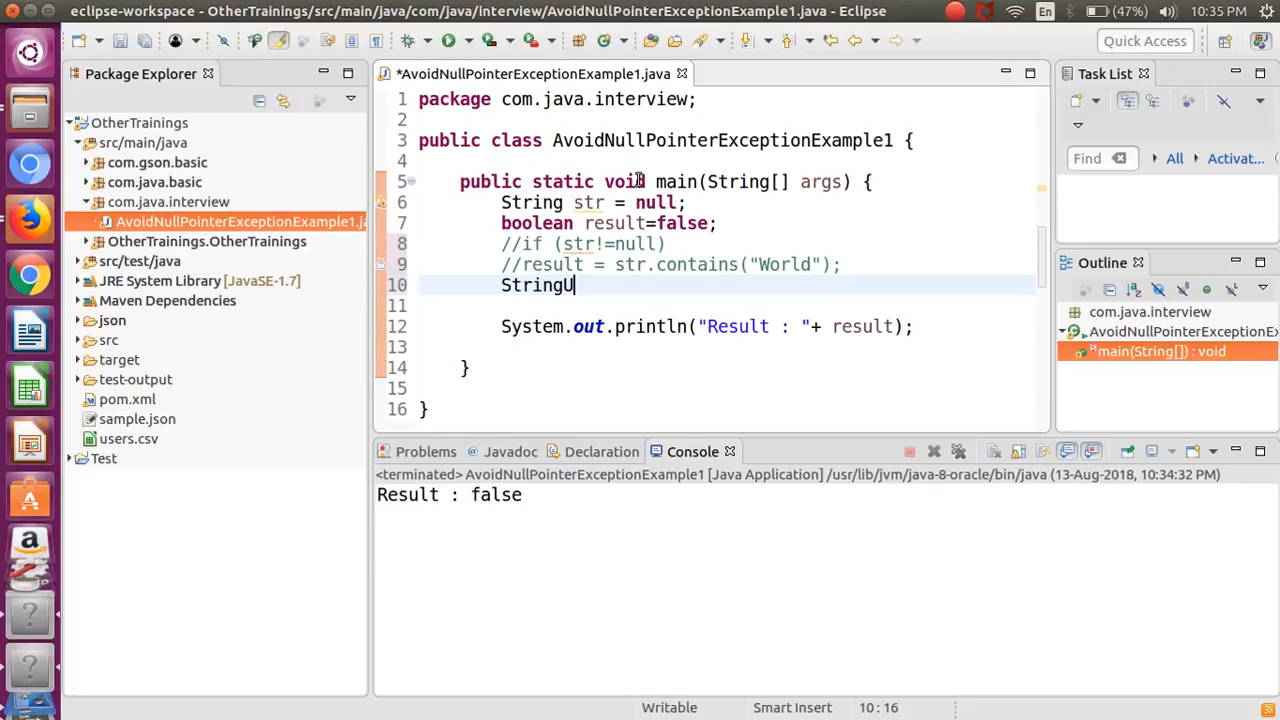 eclipse-workspace - OtherTrainings/src/main/java/com/java/interview/AvoidNullPointerExceptionExample1.java - Eclipse
En
(47%)
10:35 PM
Quick Access
Package Explorer
OtherTrainings
src/main/java
com.gson.basic
com.java.basic
com.java.interview
AvoidNullPointerExceptionExample1.ja
OtherTrainings.OtherTrainings
src/test/java
JRE System Library [JavaSE-1.7]
Maven Dependencies
json
src
target
test-output
pom.xml
sample.json
users.csv
Test
*AvoidNullPointerExceptionExample1.java
1 package com.java.interview;
2
3 public class AvoidNullPointerExceptionExample1 {
4
5 public static void main(String[] args) {
6 String str = null;
7 boolean result=false;
8 //if (str!=null)
9 //result = str.contains("World");
10 StringU
11
12 System.out.println("Result : "+ result);
13
14 }
15
16 }
Task List
Find
All
Activat...
Outline
com.java.interview
AvoidNullPointerExceptionEx
main(String[]) : void
Problems
Javadoc
Declaration
Console
<terminated> AvoidNullPointerExceptionExample1 [Java Application] /usr/lib/jvm/java-8-oracle/bin/java (13-Aug-2018, 10:34:32 PM)
Result : false
Writable
Smart Insert
10 : 16